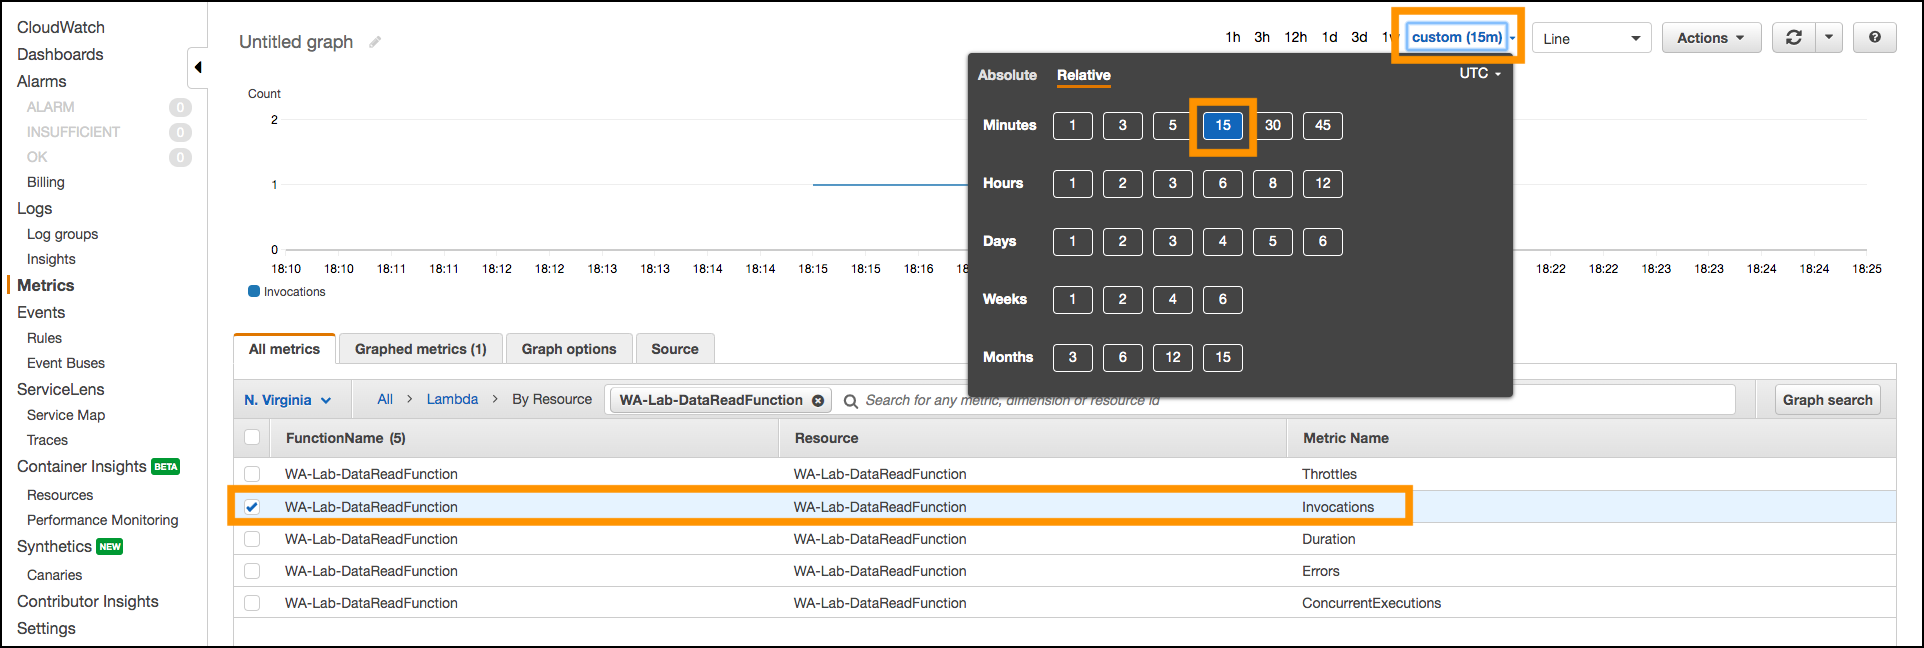 CloudWatch
Dashboards
Alarms
ALARM 0
INSUFFICIENT 0
OK 0
Billing
Logs
Log groups
Insights
Metrics
Events
Rules
Event Buses
ServiceLens
Service Map
Traces
Container Insights BETA
Resources
Performance Monitoring
Synthetics NEW
Canaries
Contributor Insights
Settings
Untitled graph
1h 3h 12h 1d 3d custom (15m)
Line
Actions
?
Absolute Relative UTC
Minutes 1 3 5 15 30 45
Hours 1 2 3 6 8 12
Days 1 2 3 4 5 6
Weeks 1 2 4 6
Months 3 6 12 15
Count
2
1
0
18:10 18:10 18:11 18:11 18:12 18:12 18:13 18:13 18:14 18:14 18:15 18:15 18:16 18:22 18:22 18:23 18:23 18:24 18:24 18:25
Invocations
All metrics Graphed metrics (1) Graph options Source
N. Virginia All > Lambda > By Resource WA-Lab-DataReadFunction Search for any metric, dimension or resource id Graph search
FunctionName (5) Resource Metric Name
WA-Lab-DataReadFunction WA-Lab-DataReadFunction Throttles
WA-Lab-DataReadFunction WA-Lab-DataReadFunction Invocations
WA-Lab-DataReadFunction WA-Lab-DataReadFunction Duration
WA-Lab-DataReadFunction WA-Lab-DataReadFunction Errors
WA-Lab-DataReadFunction WA-Lab-DataReadFunction ConcurrentExecutions